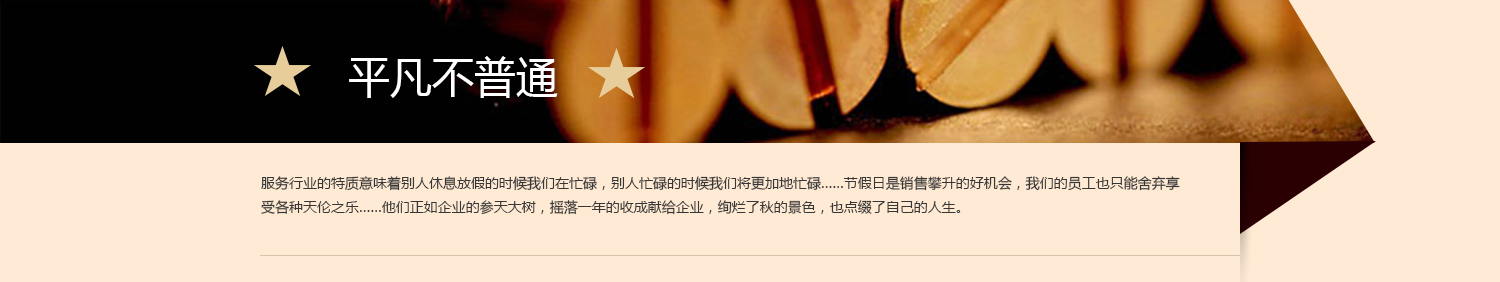 平凡不普通
服务行业的特质意味着别人休息放假的时候我们在忙碌，别人忙碌的时候我们将更加地忙碌……节假日是销售攀升的好机会，我们的员工也只能舍弃享
受各种天伦之乐……他们正如企业的参天大树，摇落一年的收成献给企业，绚烂了秋的景色，也点缀了自己的人生。